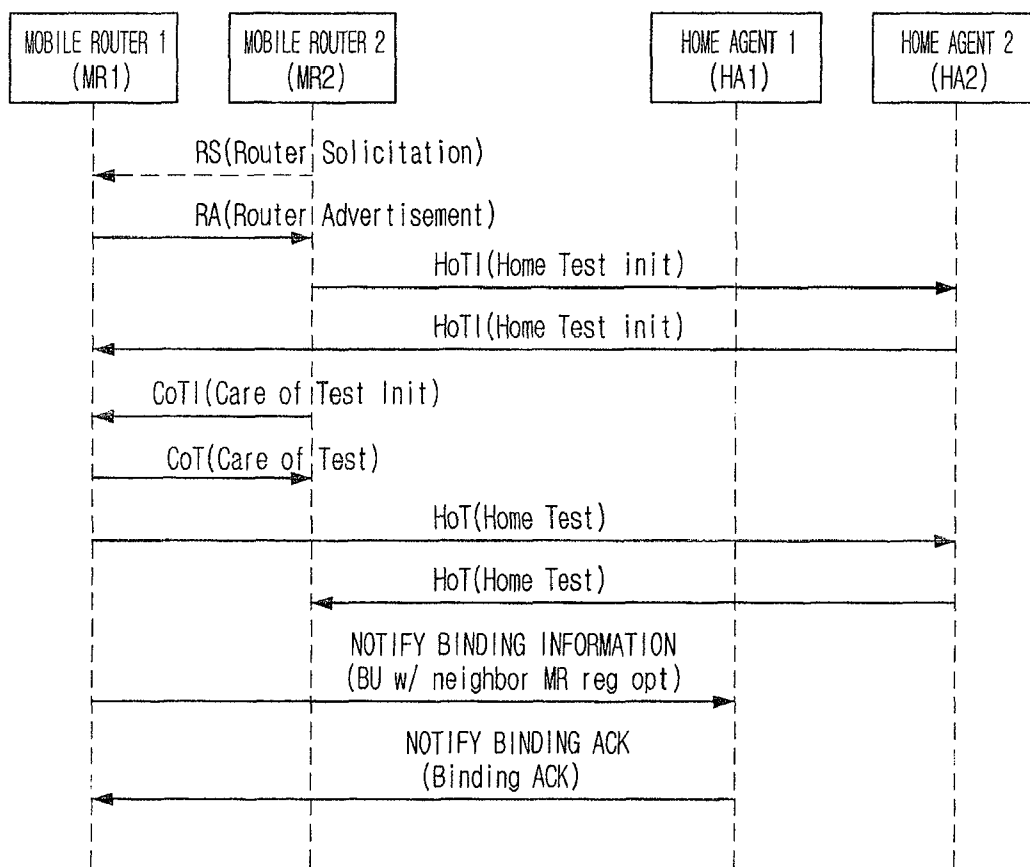 MOBILE ROUTER 1
(MR1)
MOBILE ROUTER 2
(MR2)
HOME AGENT 1
(HA1)
HOME AGENT 2
(HA2)
RS(Router Solicitation)
RA(Router Advertisement)
HoTI(Home Test init)
HoTI(Home Test init)
CoTI(Care of Test Init)
CoT(Care of Test)
HoT(Home Test)
HoT(Home Test)
NOTIFY BINDING INFORMATION
(BU w/ neighbor MR reg opt)
NOTIFY BINDING ACK
(Binding ACK)